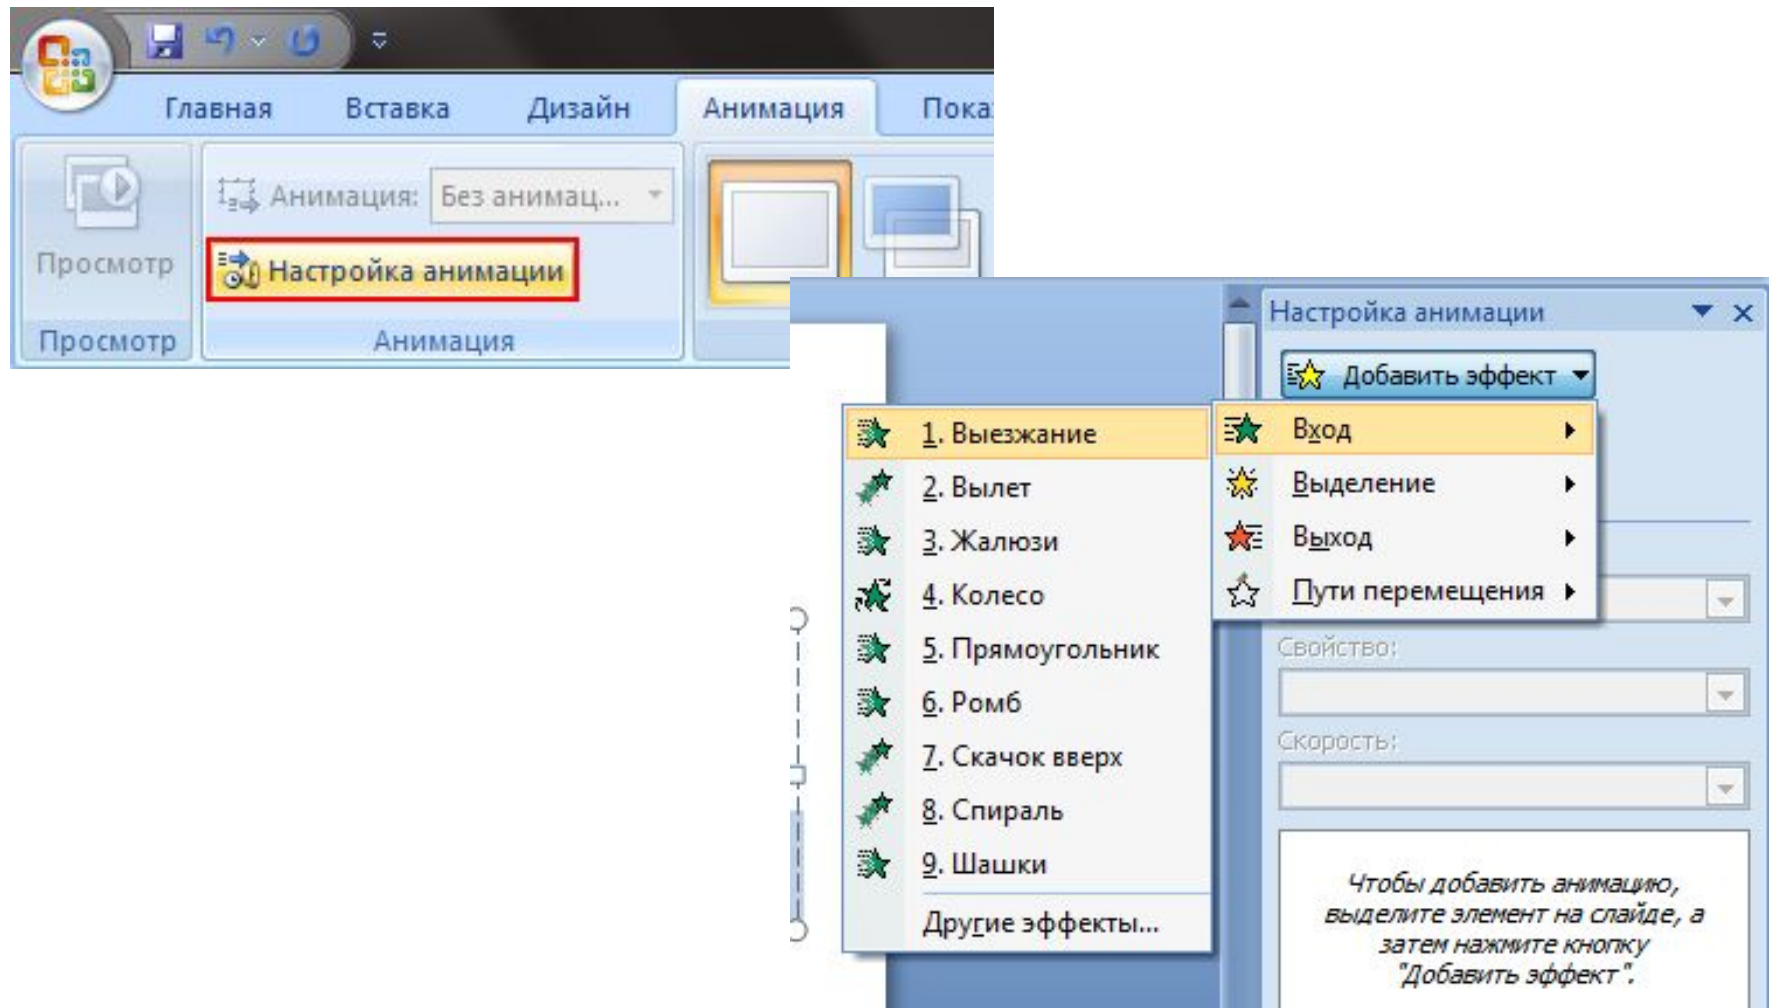 Главная Вставка Дизайн Анимация Пока
Анимация: Без анимац...
Просмотр
Настройка анимации
Просмотр Анимация
Настройка анимации
Добавить эффект
Вход
Выделение
Выход
Пути перемещения
1. Выезжание
2. Вылет
3. Жалюзи
4. Колесо
5. Прямоугольник
6. Ромб
7. Скачок вверх
8. Спираль
9. Шашки
Другие эффекты...
Свойство:
Скорость:
Чтобы добавить анимацию,
выделите элемент на слайде, а
затем нажмите кнопку
"Добавить эффект".